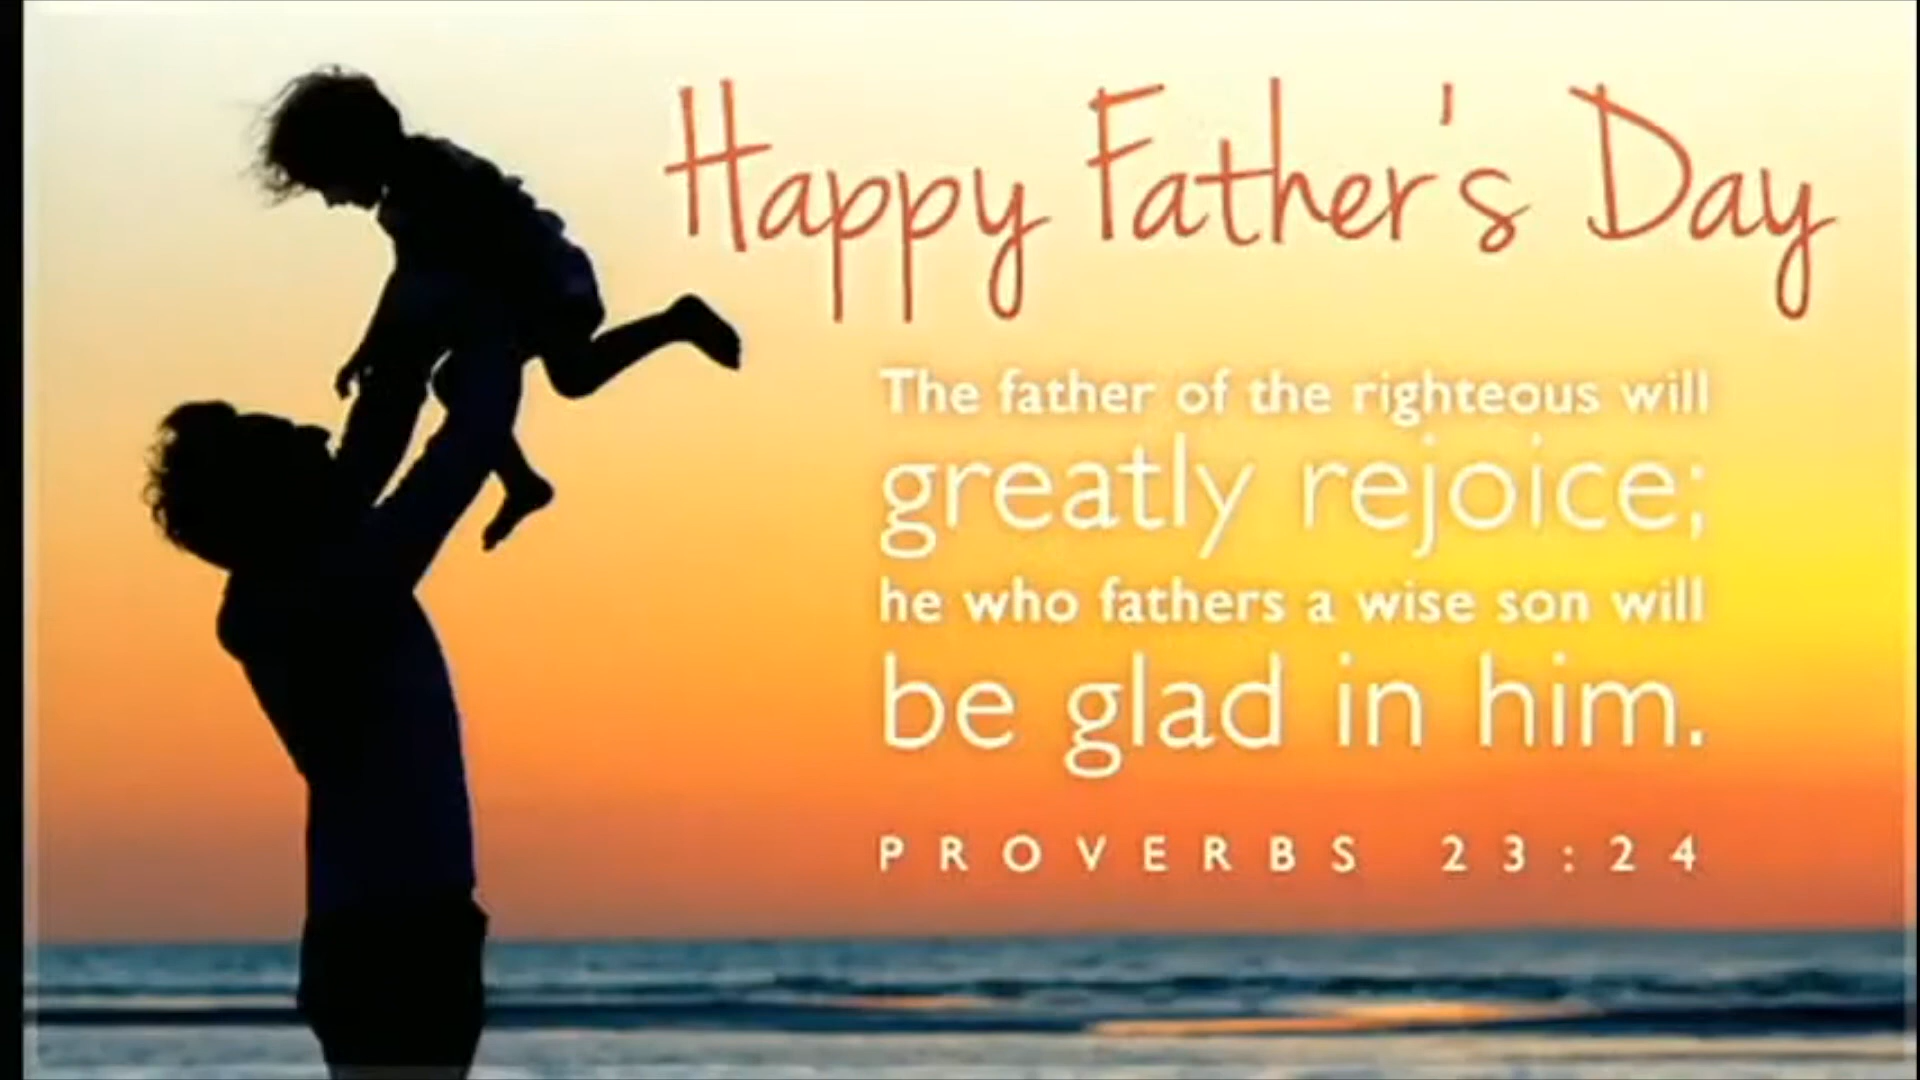 Happy Father's Day
The father of the righteous will
greatly rejoice;
he who fathers a wise son will
be glad in him.
PROVERBS 23:24